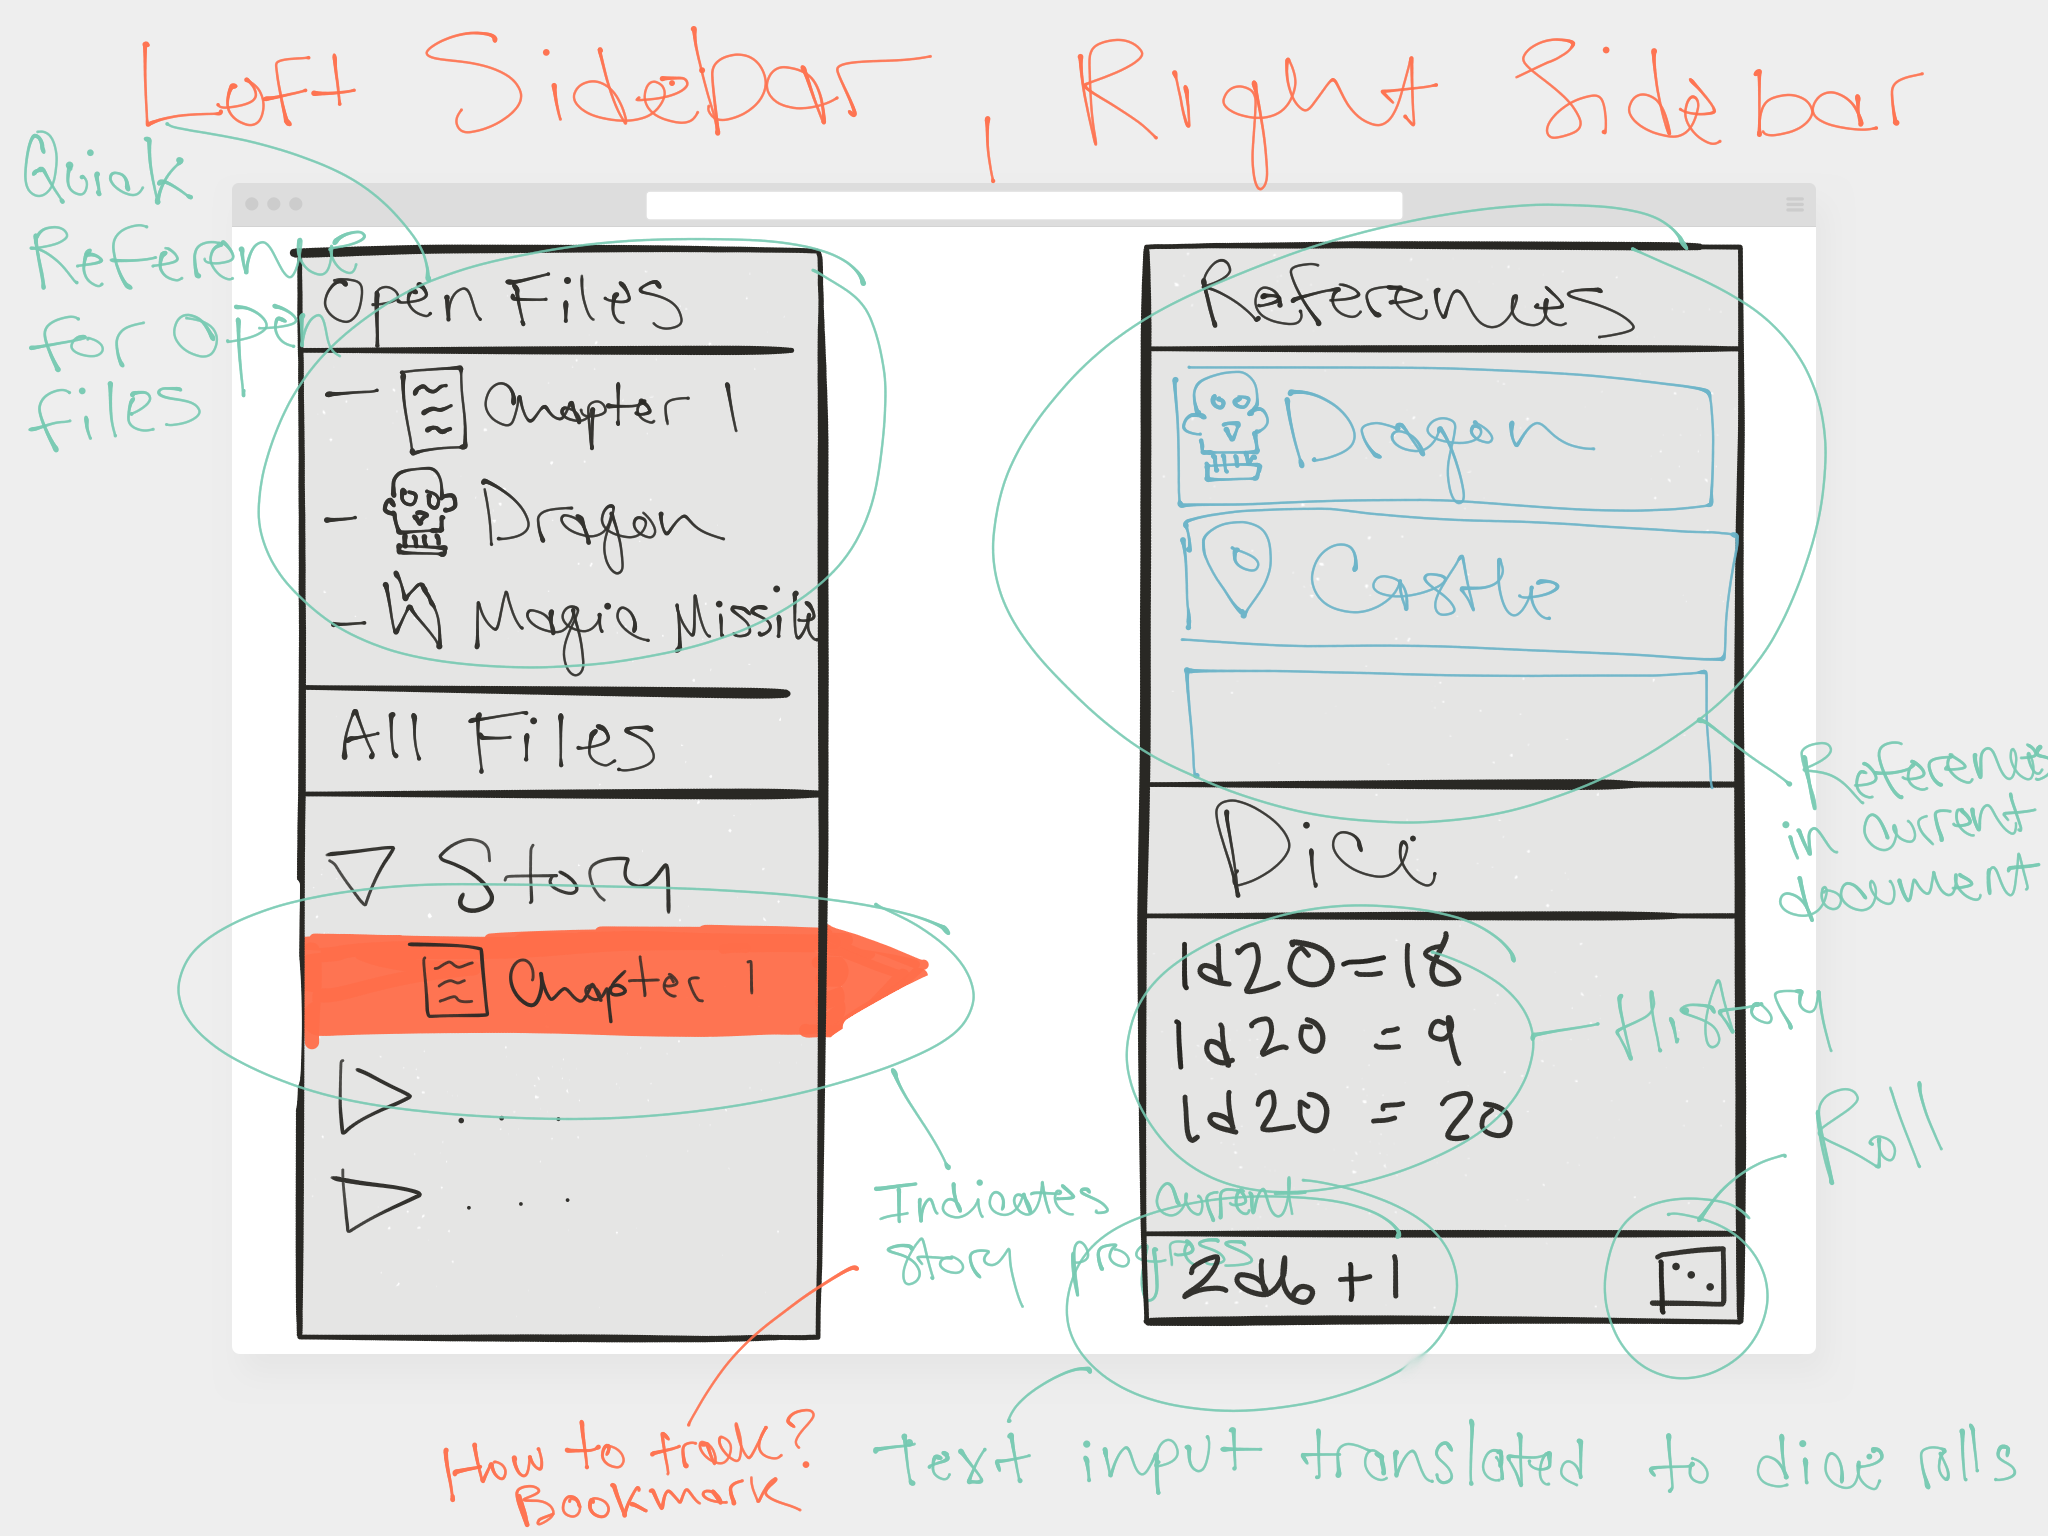 Left Sidebar, Right Sidebar
Quick
Reference
for open
files
Open Files
- Chapter 1
- Dragon
- Magic Missile
All Files
Story
Chapter 1
. . .
. . .
Indicates current
story progress
How to track?
Bookmark
References
Dragon
Castle
References
in current
document
Dice
1d20=18
1d20 = 9
1d20 = 20
History
Roll
2d6+1
Text input translated to dice rolls